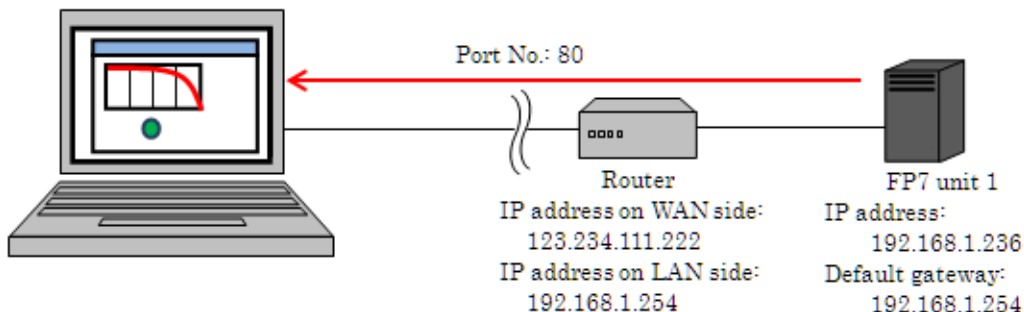 Port No.: 80
Router
IP address on WAN side:
123.234.111.222
IP address on LAN side:
192.168.1.254
FP7 unit 1
IP address:
192.168.1.236
Default gateway:
192.168.1.254